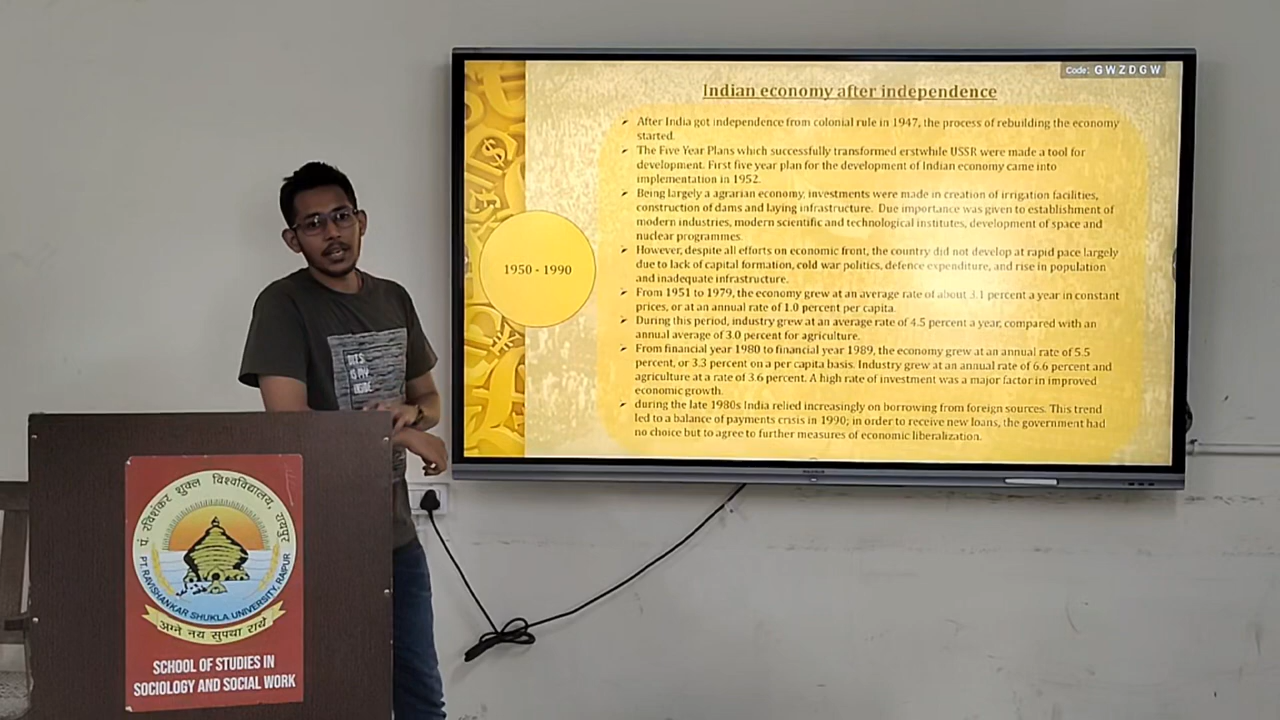 Code: GWZDGW
Indian economy after independence
1950 - 1990
➤ After India got independence from colonial rule in 1947, the process of rebuilding the economy
started.
➤ The Five Year Plans which successfully transformed erstwhile USSR were made a tool for
development. First five year plan for the development of Indian economy came into
implementation in 1952.
➤ Being largely a agrarian economy, investments were made in creation of irrigation facilities,
construction of dams and laying infrastructure. Due importance was given to establishment of
modern industries, modern scientific and technological institutes, development of space and
nuclear programmes.
➤ However, despite all efforts on economic front, the country did not develop at rapid pace largely
due to lack of capital formation, cold war politics, defence expenditure, and rise in population
and inadequate infrastructure.
➤ From 1951 to 1979, the economy grew at an average rate of about 3.1 percent a year in constant
prices, or at an annual rate of 1.0 percent per capita.
➤ During this period, industry grew at an average rate of 4.5 percent a year, compared with an
annual average of 3.0 percent for agriculture.
➤ From financial year 1980 to financial year 1989, the economy grew at an annual rate of 5.5
percent, or 3.3 percent on a per capita basis. Industry grew at an annual rate of 6.6 percent and
agriculture at a rate of 3.6 percent. A high rate of investment was a major factor in improved
economic growth.
➤ during the late 1980s India relied increasingly on borrowing from foreign sources. This trend
led to a balance of payments crisis in 1990; in order to receive new loans, the government had
no choice but to agree to further measures of economic liberalization.
IS MY
पं. रविशंकर शुक्ल विश्वविद्यालय, रायपुर
PT. RAVISHANKAR SHUKLA UNIVERSITY, RAIPUR
अग्ने नय सुपथा राये
SCHOOL OF STUDIES IN
SOCIOLOGY AND SOCIAL WORK